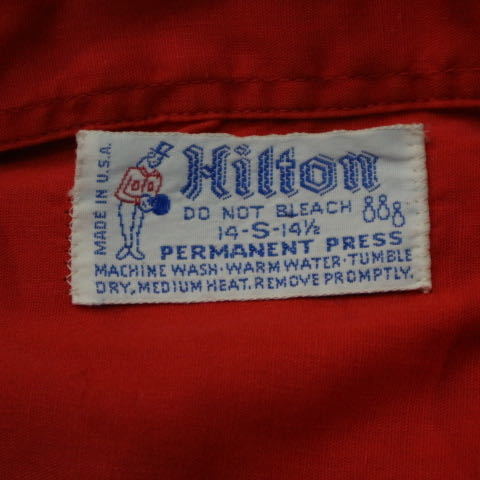 MADE IN U.S.A.
Hilton
DO NOT BLEACH
14-S-14½
PERMANENT PRESS
MACHINE WASH·WARM WATER·TUMBLE
DRY, MEDIUM HEAT. REMOVE PROMPTLY.